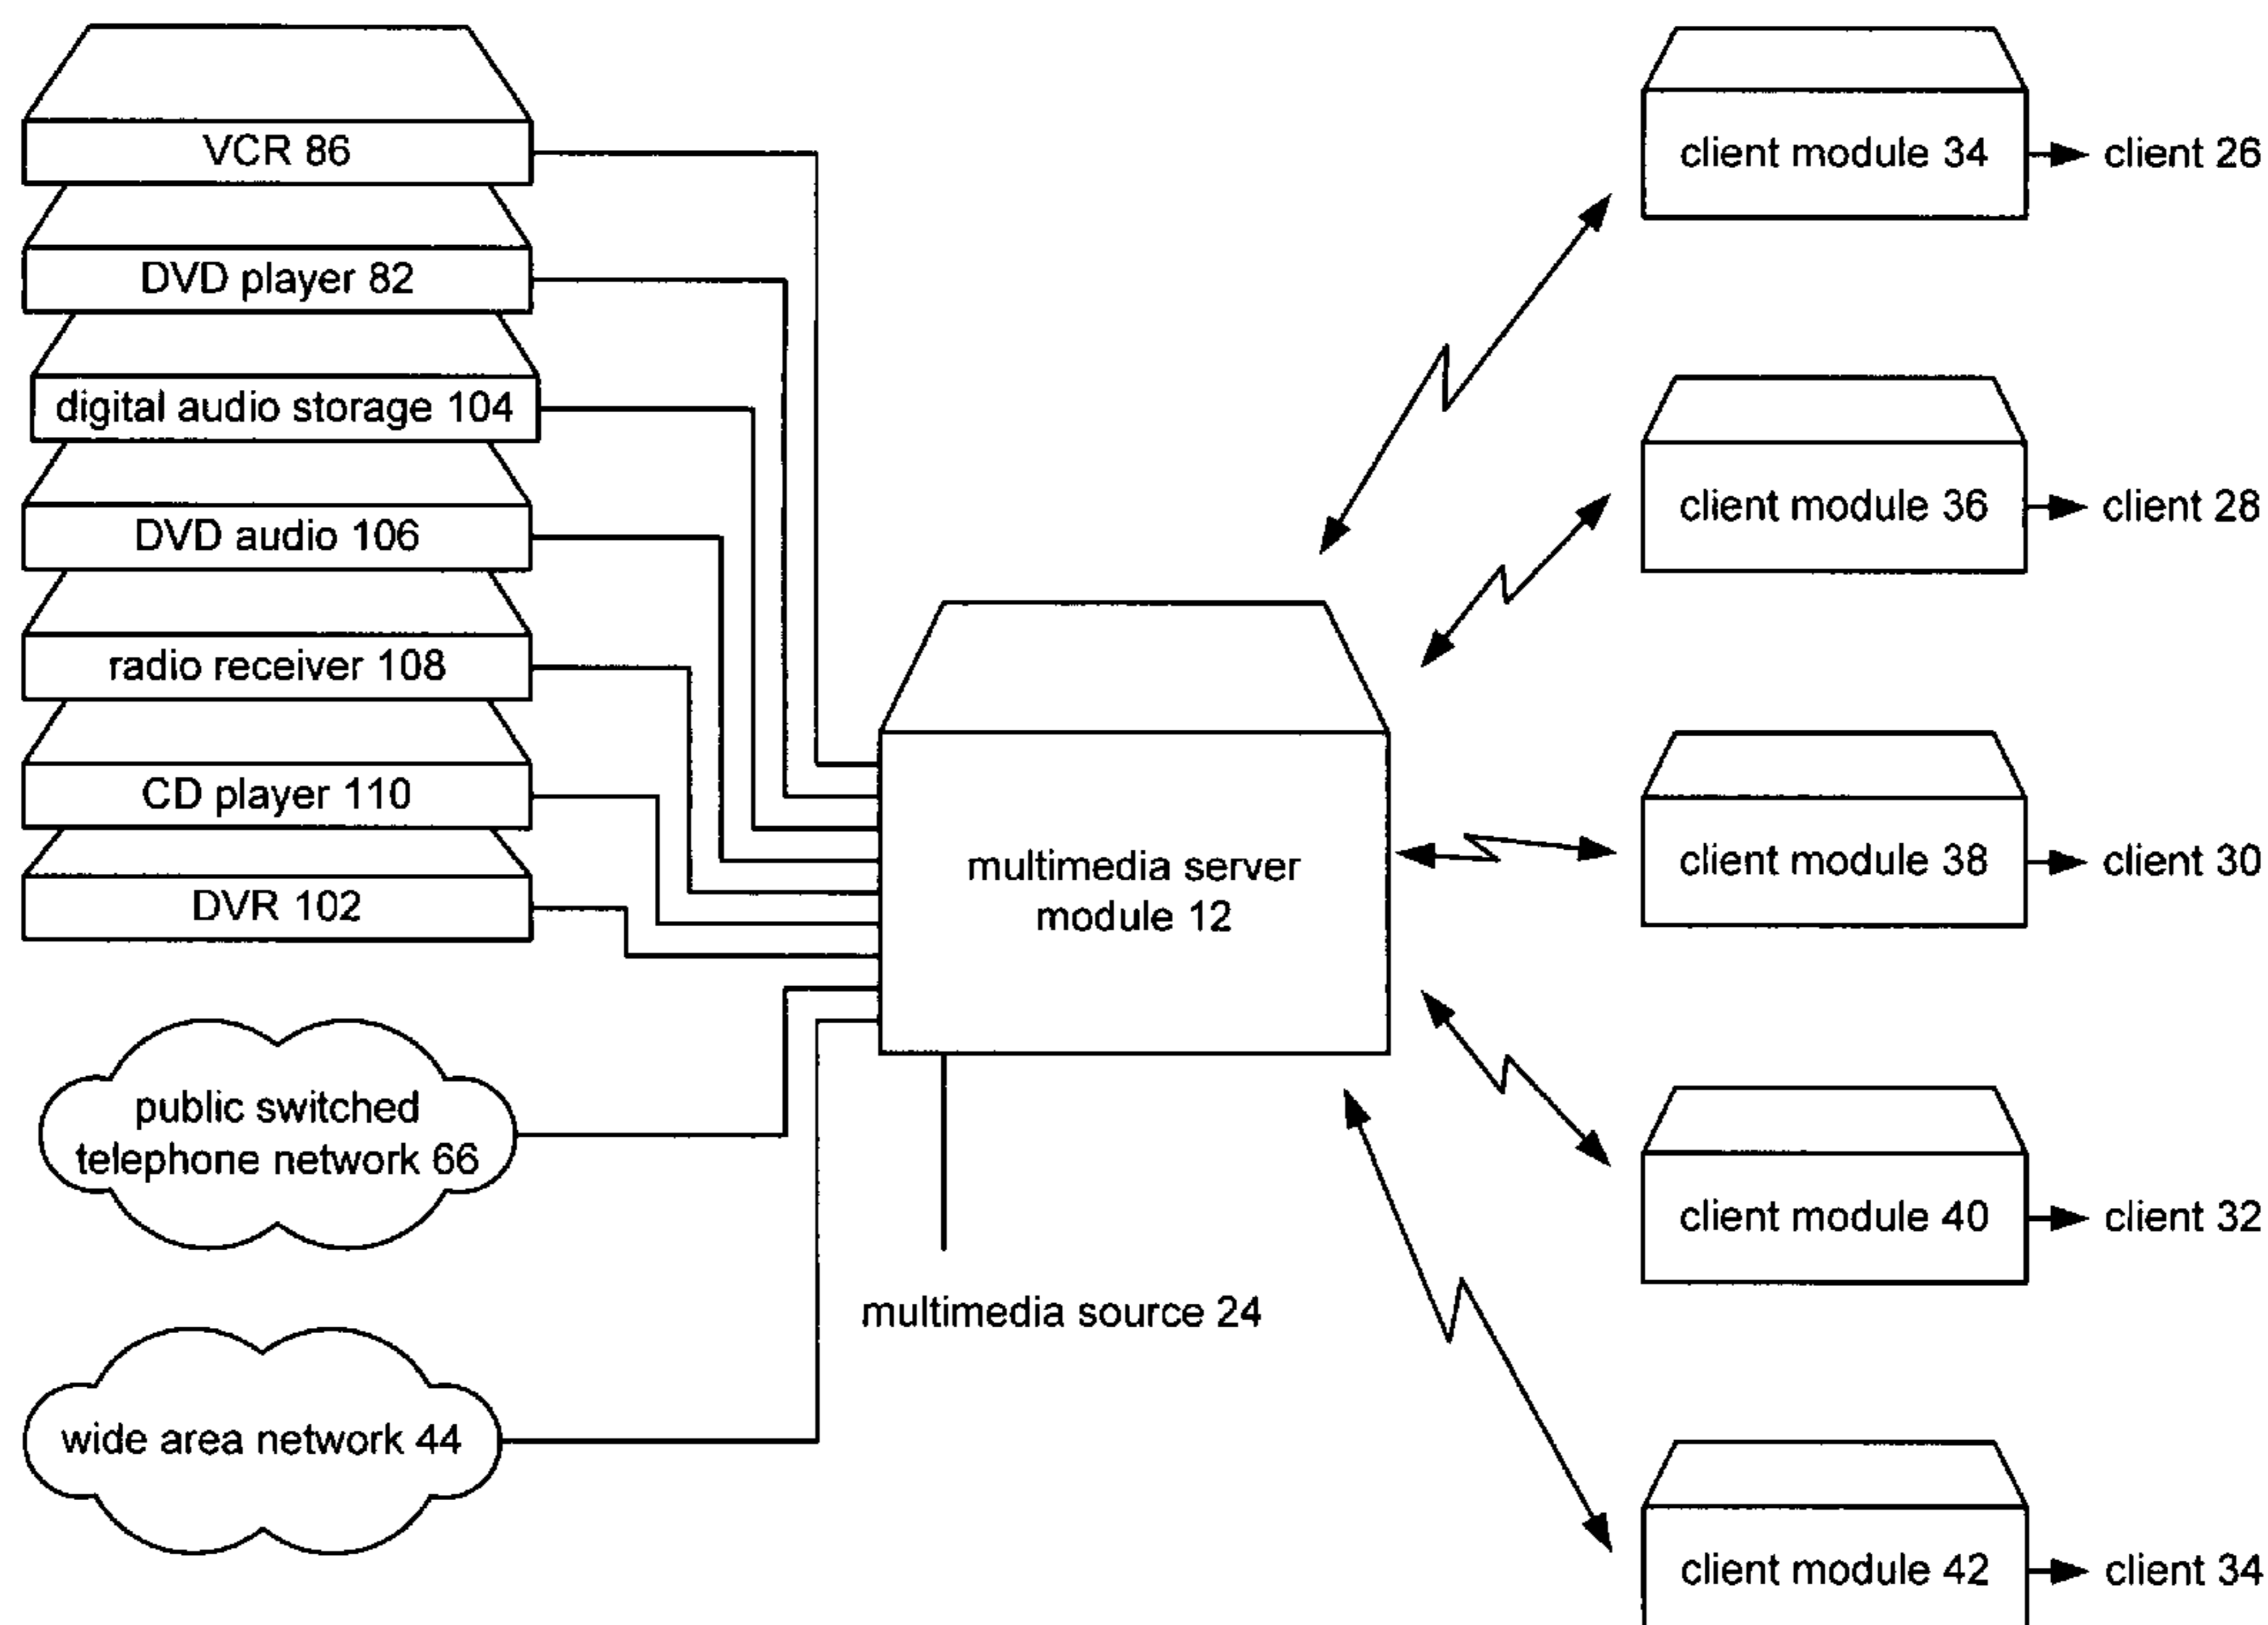 VCR 86
DVD player 82
digital audio storage 104
DVD audio 106
radio receiver 108
CD player 110
DVR 102
public switched
telephone network 66
wide area network 44
multimedia server
module 12
multimedia source 24
client module 34
client 26
client module 36
client 28
client module 38
client 30
client module 40
client 32
client module 42
client 34